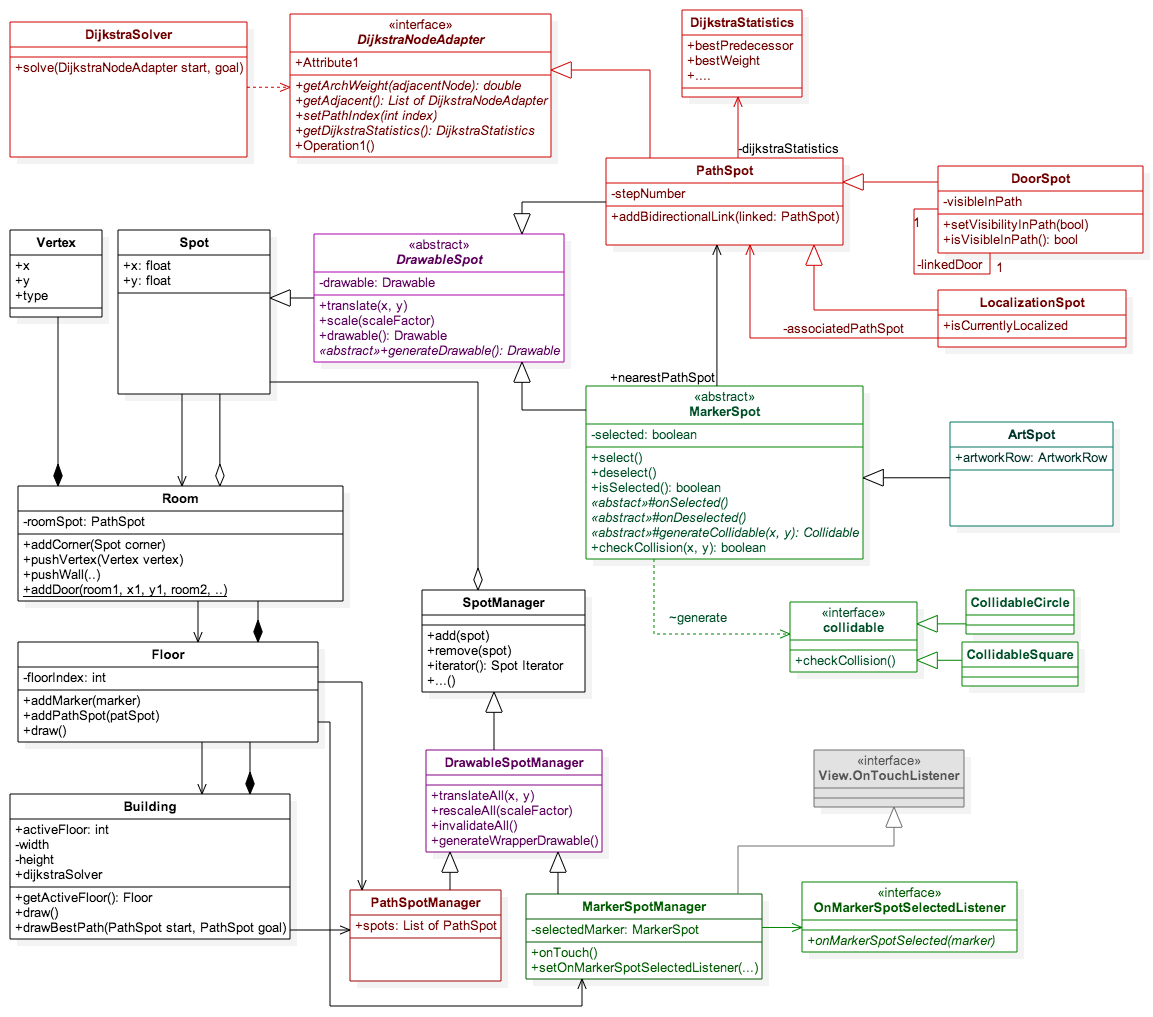 DijkstraSolver
+solve(DijkstraNodeAdapter start, goal)
«interface»
DijkstraNodeAdapter
+Attribute1
+getArchWeight(adjacentNode): double
+getAdjacent(): List of DijkstraNodeAdapter
+setPathIndex(int index)
+getDijkstraStatistics(): DijkstraStatistics
+Operation1()
DijkstraStatistics
+bestPredecessor
+bestWeight
+....
-dijkstraStatistics
PathSpot
-stepNumber
+addBidirectionalLink(linked: PathSpot)
DoorSpot
-visibleInPath
+setVisibilityInPath(bool)
+isVisibleInPath(): bool
1
-linkedDoor
1
LocalizationSpot
+isCurrentlyLocalized
-associatedPathSpot
Vertex
+x
+y
+type
Spot
+x: float
+y: float
«abstract»
DrawableSpot
-drawable: Drawable
+translate(x, y)
+scale(scaleFactor)
+drawable(): Drawable
«abstract»+generateDrawable(): Drawable
+nearestPathSpot
«abstract»
MarkerSpot
-selected: boolean
+select()
+deselect()
+isSelected(): boolean
«abstact»#onSelected()
«abstract»#onDeselected()
«abstract»#generateCollidable(x, y): Collidable
+checkCollision(x, y): boolean
ArtSpot
+artworkRow: ArtworkRow
Room
-roomSpot: PathSpot
+addCorner(Spot corner)
+pushVertex(Vertex vertex)
+pushWall(..)
+addDoor(room1, x1, y1, room2, ..)
SpotManager
+add(spot)
+remove(spot)
+iterator(): Spot Iterator
+...()
~generate
«interface»
collidable
+checkCollision()
CollidableCircle
CollidableSquare
Floor
-floorIndex: int
+addMarker(marker)
+addPathSpot(patSpot)
+draw()
DrawableSpotManager
+translateAll(x, y)
+rescaleAll(scaleFactor)
+invalidateAll()
+generateWrapperDrawable()
«interface»
View.OnTouchListener
Building
+activeFloor: int
-width
-height
+dijkstraSolver
+getActiveFloor(): Floor
+draw()
+drawBestPath(PathSpot start, PathSpot goal)
PathSpotManager
+spots: List of PathSpot
MarkerSpotManager
-selectedMarker: MarkerSpot
+onTouch()
+setOnMarkerSpotSelectedListener(...)
«interface»
OnMarkerSpotSelectedListener
+onMarkerSpotSelected(marker)